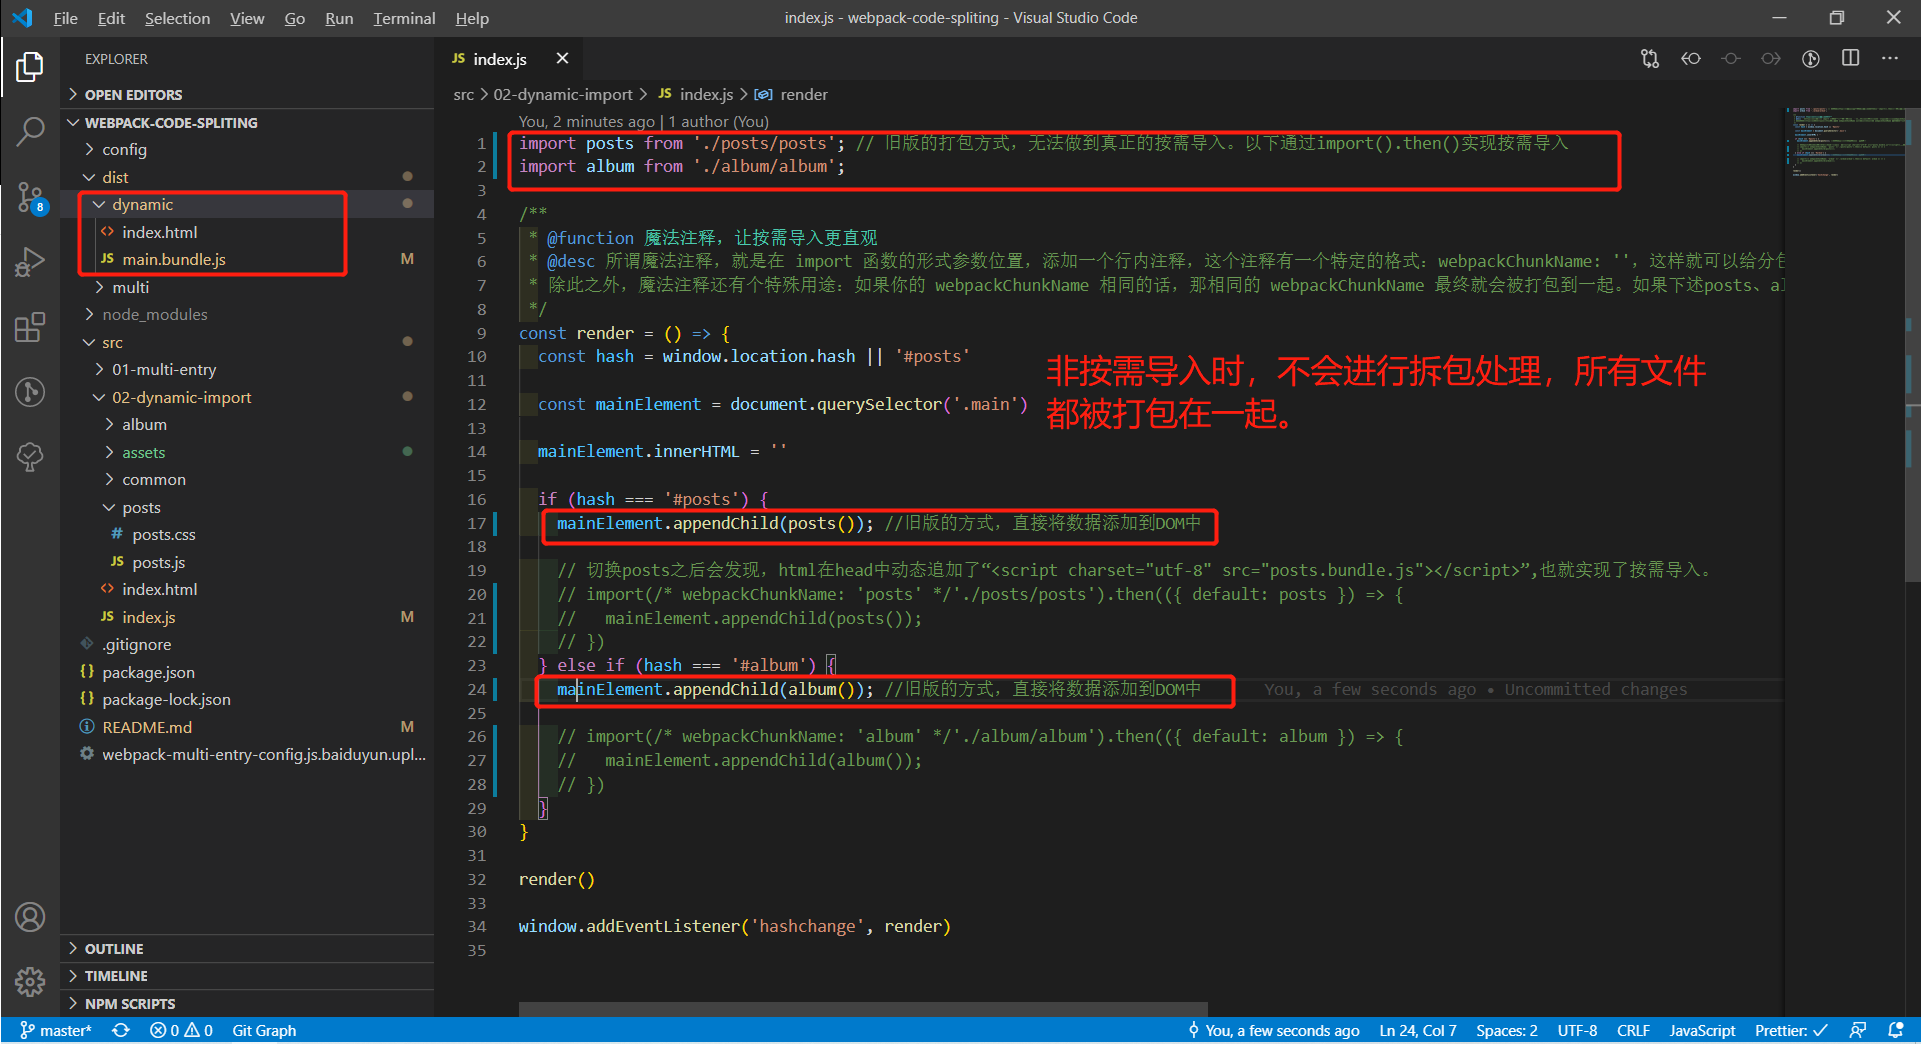 File Edit Selection View Go Run Terminal Help
index.js - webpack-code-spliting - Visual Studio Code
EXPLORER
OPEN EDITORS
WEBPACK-CODE-SPLITING
config
dist
dynamic
index.html
JS main.bundle.js M
multi
node_modules
src
01-multi-entry
02-dynamic-import
album
assets
common
posts
# posts.css
JS posts.js
index.html
JS index.js M
.gitignore
{} package.json
{} package-lock.json
README.md M
webpack-multi-entry-config.js.baiduyun.upl...
OUTLINE
TIMELINE
NPM SCRIPTS
8
JS index.js
src > 02-dynamic-import > JS index.js > render
You, 2 minutes ago | 1 author (You)
1 import posts from './posts/posts'; // 旧版的打包方式，无法做到真正的按需导入。以下通过import().then()实现按需导入
2 import album from './album/album';
3
4 /**
5 * @function 魔法注释，让按需导入更直观
6 * @desc 所谓魔法注释，就是在 import 函数的形式参数位置，添加一个行内注释，这个注释有一个特定的格式：webpackChunkName: ''，这样就可以给分包
7 * 除此之外，魔法注释还有个特殊用途：如果你的 webpackChunkName 相同的话，那相同的 webpackChunkName 最终就会被打包到一起。如果下述posts、al
8 */
9 const render = () => {
10 const hash = window.location.hash || '#posts'
11
12 const mainElement = document.querySelector('.main')
13
14 mainElement.innerHTML = ''
15
16 if (hash === '#posts') {
17 mainElement.appendChild(posts()); //旧版的方式，直接将数据添加到DOM中
18
19 // 切换posts之后会发现，html在head中动态追加了“<script charset="utf-8" src="posts.bundle.js"></script>”,也就实现了按需导入。
20 // import(/* webpackChunkName: 'posts' */'./posts/posts').then(({ default: posts }) => {
21 //   mainElement.appendChild(posts());
22 // })
23 } else if (hash === '#album') {
24 mainElement.appendChild(album()); //旧版的方式，直接将数据添加到DOM中 You, a few seconds ago • Uncommitted changes
25
26 // import(/* webpackChunkName: 'album' */'./album/album').then(({ default: album }) => {
27 //   mainElement.appendChild(album());
28 // })
29 }
30 }
31
32 render()
33
34 window.addEventListener('hashchange', render)
35
非按需导入时，不会进行拆包处理，所有文件
都被打包在一起。
master* 0 0 Git Graph You, a few seconds ago Ln 24, Col 7 Spaces: 2 UTF-8 CRLF JavaScript Prettier: ✓